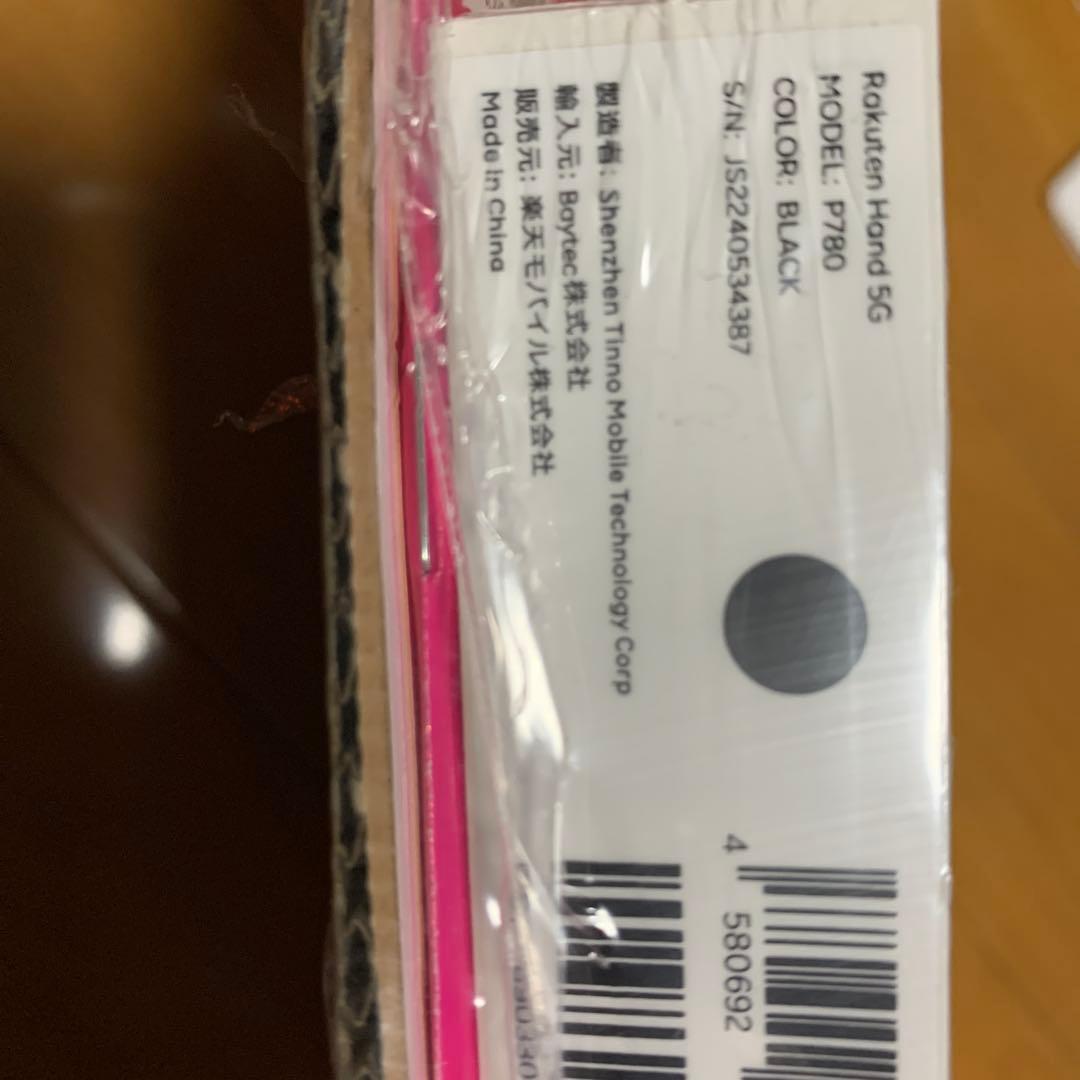 Rakuten Hand 5G
MODEL: P780
COLOR: BLACK
S/N: JS2240534387
製造者: Shenzhen Tinno Mobile Technology Corp
輸入元: Baytec株式会社
販売元: 楽天モバイル株式会社
Made in China
4 580692